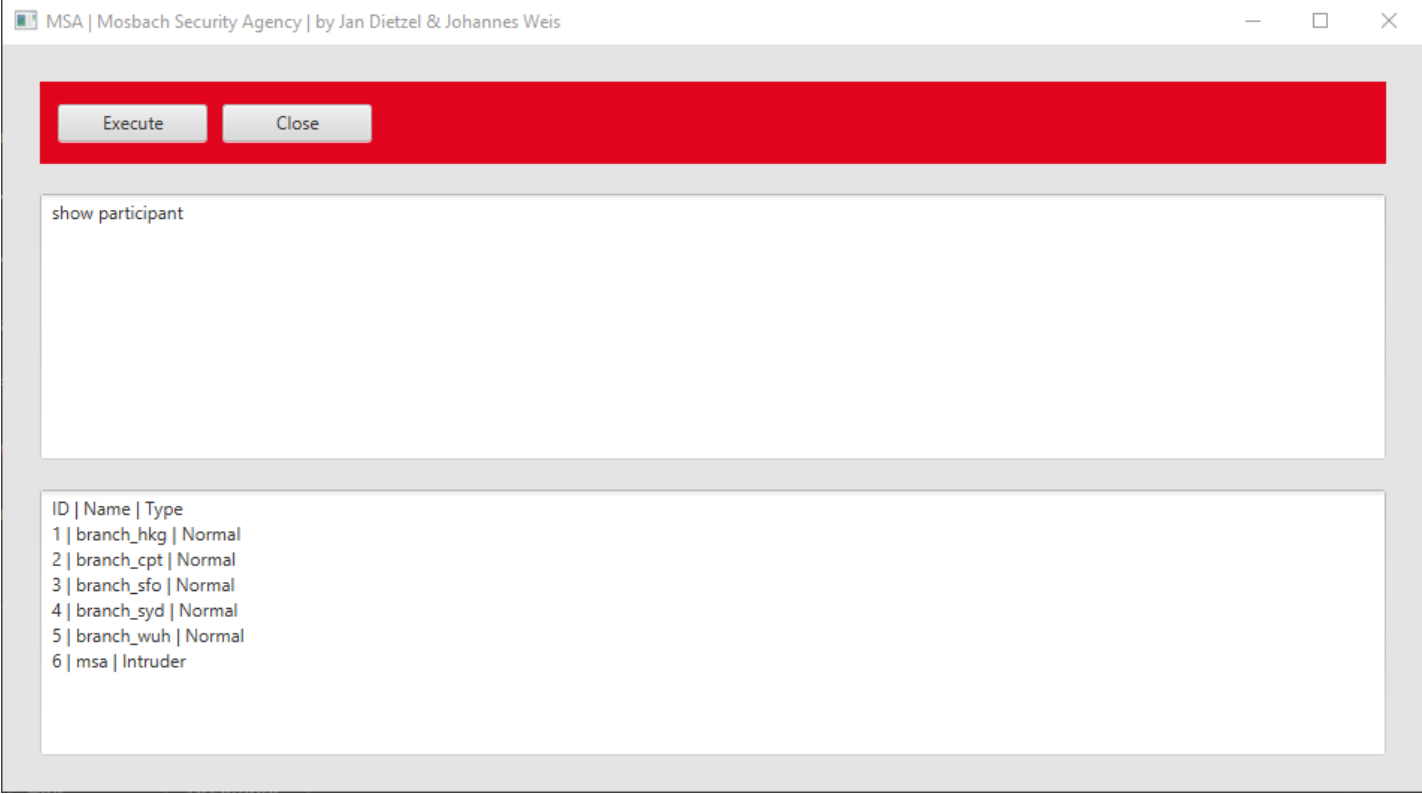 MSA | Mosbach Security Agency | by Jan Dietzel & Johannes Weis
Execute Close
show participant
ID | Name | Type
1 | branch_hkg | Normal
2 | branch_cpt | Normal
3 | branch_sfo | Normal
4 | branch_syd | Normal
5 | branch_wuh | Normal
6 | msa | Intruder